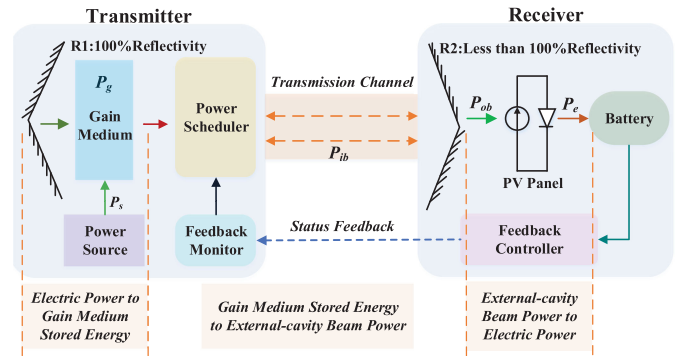 Transmitter
Receiver
R1:100%Reflectivity
R2:Less than 100%Reflectivity
Pg
Gain
Medium
Power
Scheduler
Transmission Channel
Pib
Pob
Pe
Battery
PV Panel
Ps
Power
Source
Feedback
Monitor
Status Feedback
Feedback
Controller
Electric Power to
Gain Medium
Stored Energy
Gain Medium Stored Energy
to External-cavity Beam Power
External-cavity
Beam Power to
Electric Power